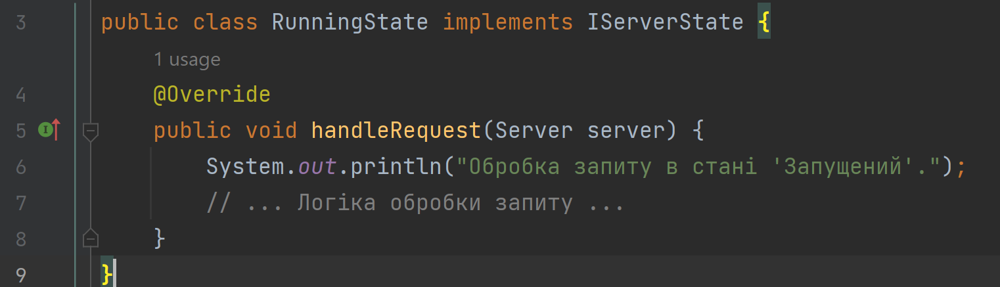 3 public class RunningState implements IServerState {
1 usage
4 @Override
5 public void handleRequest(Server server) {
6 System.out.println("Обробка запиту в стані 'Запущений'.");
7 // ... Логіка обробки запиту ...
8 }
9 }